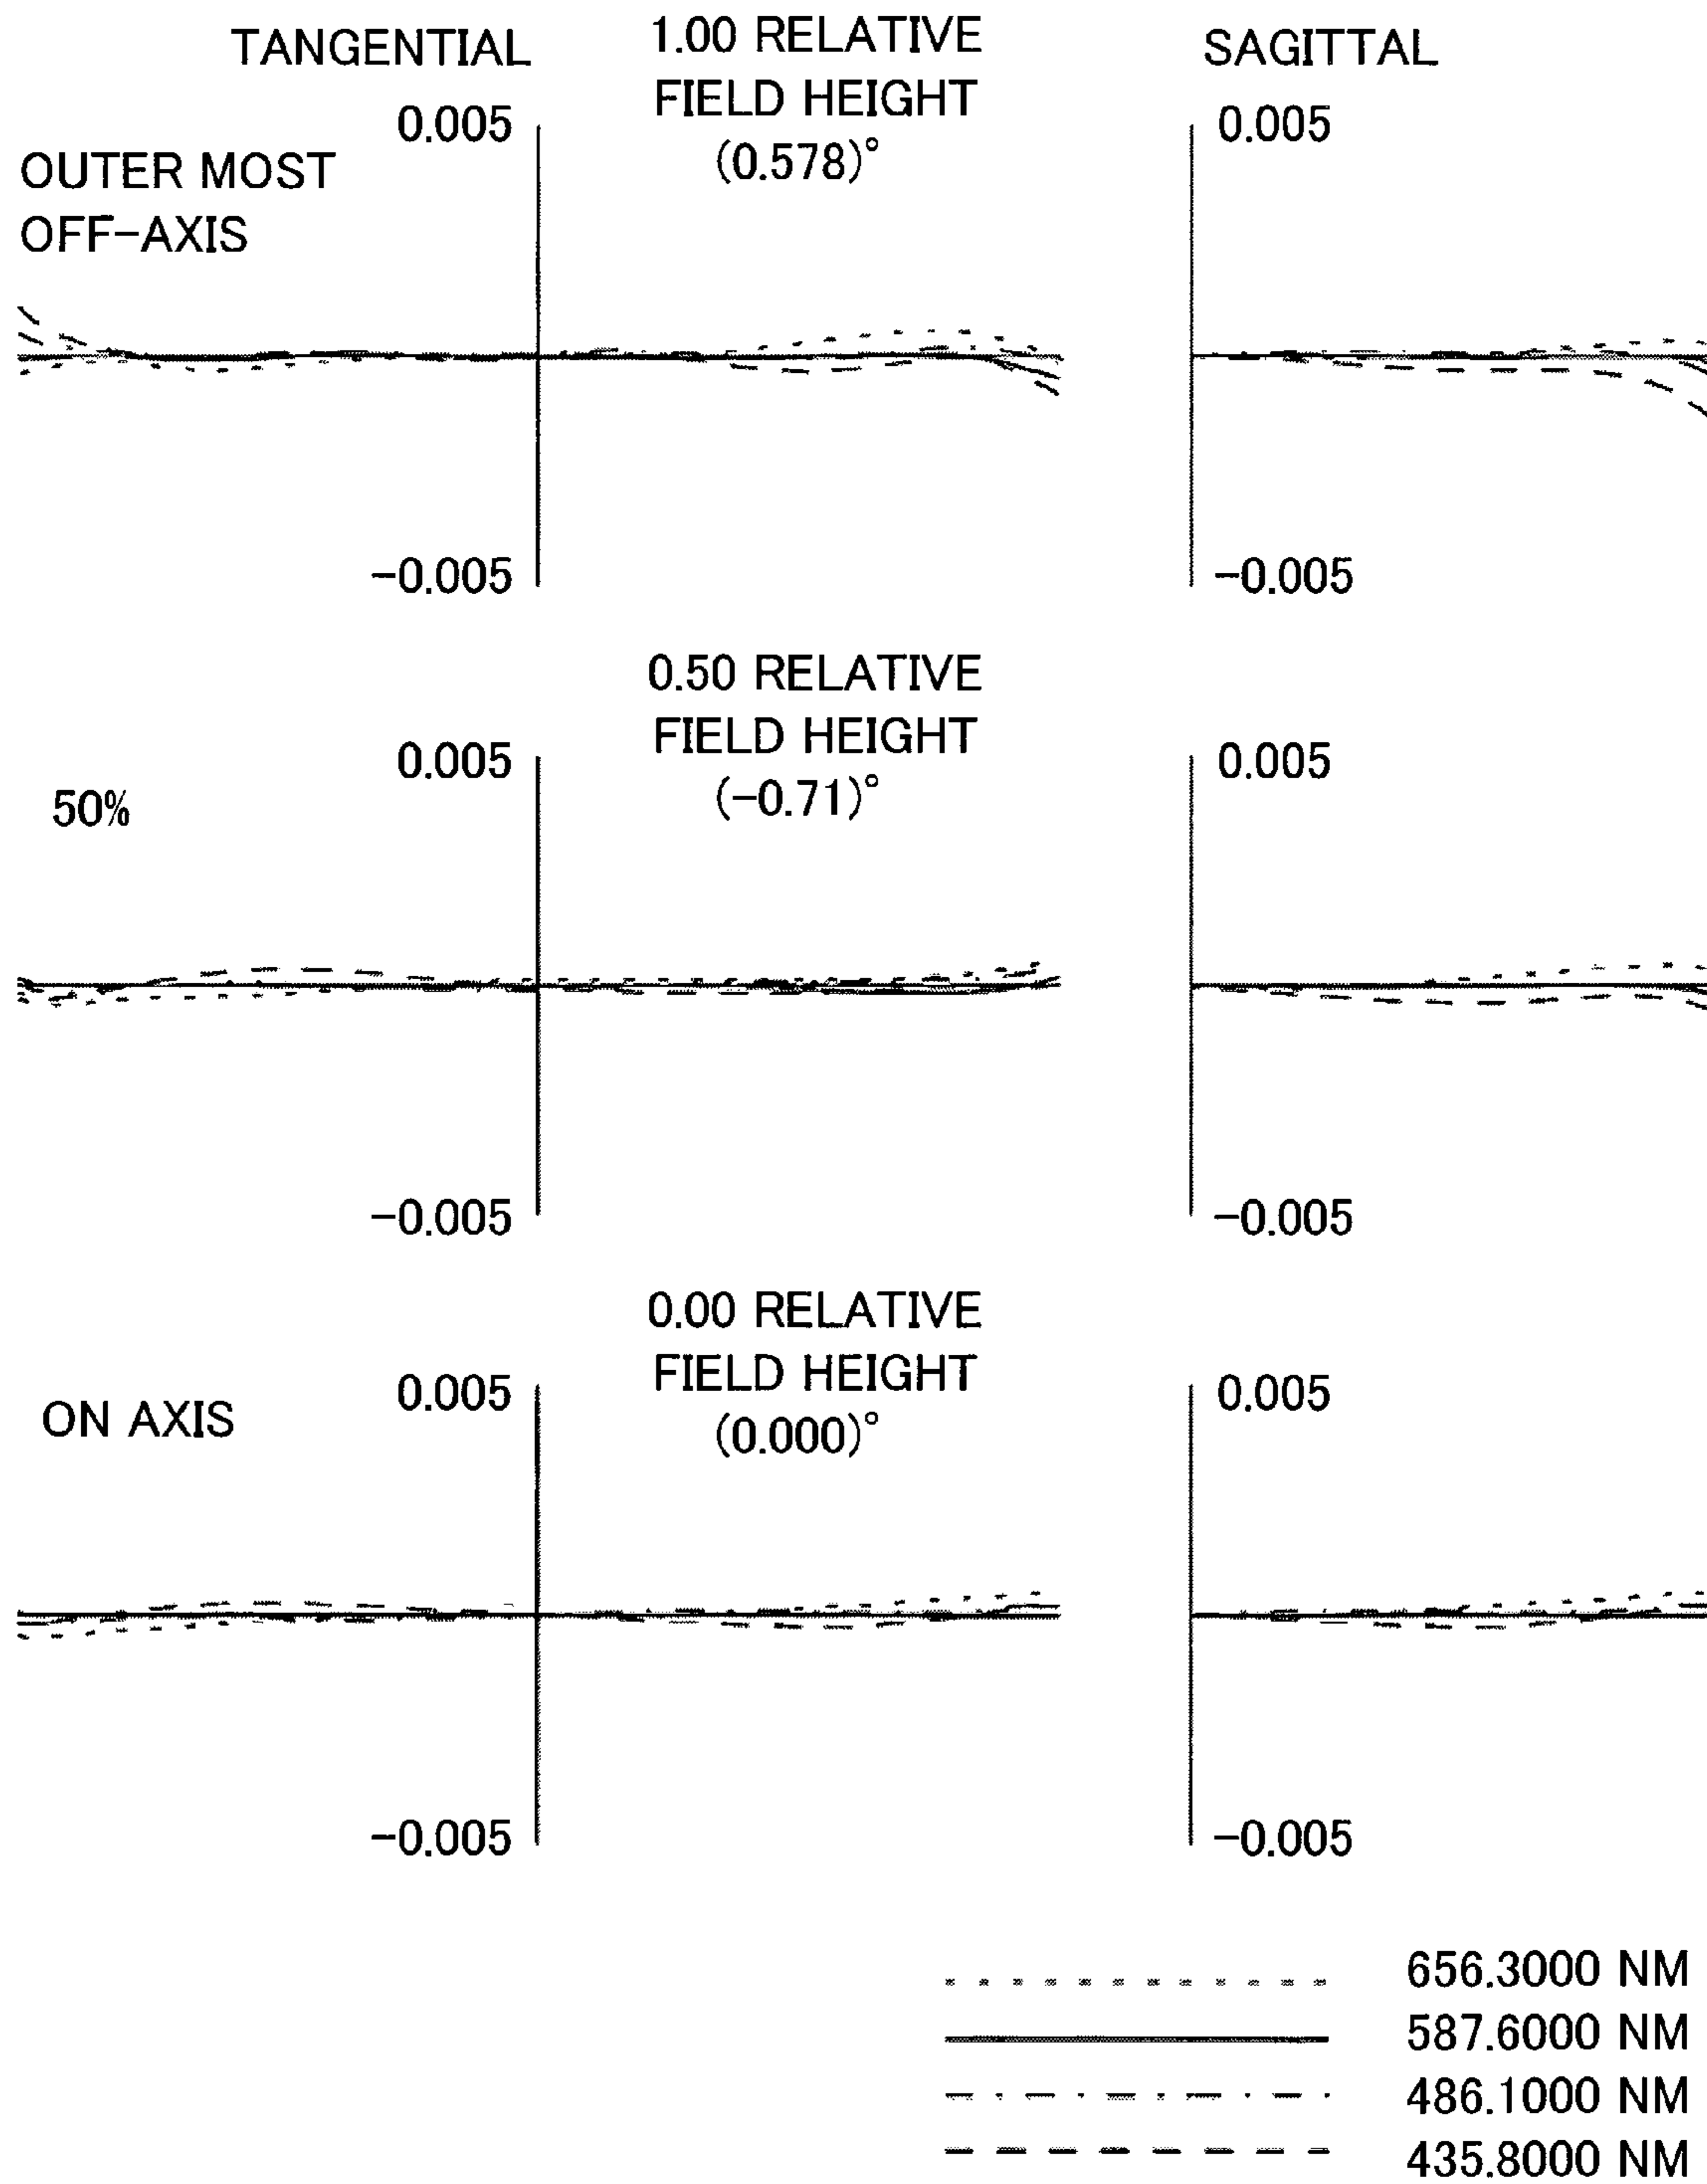 TANGENTIAL
1.00 RELATIVE
FIELD HEIGHT
(0.578)°
SAGITTAL
0.005
0.005
OUTER MOST
OFF-AXIS
-0.005
-0.005
0.50 RELATIVE
FIELD HEIGHT
(-0.71)°
0.005
0.005
50%
-0.005
-0.005
0.00 RELATIVE
FIELD HEIGHT
(0.000)°
0.005
0.005
ON AXIS
-0.005
-0.005
656.3000 NM
587.6000 NM
486.1000 NM
435.8000 NM